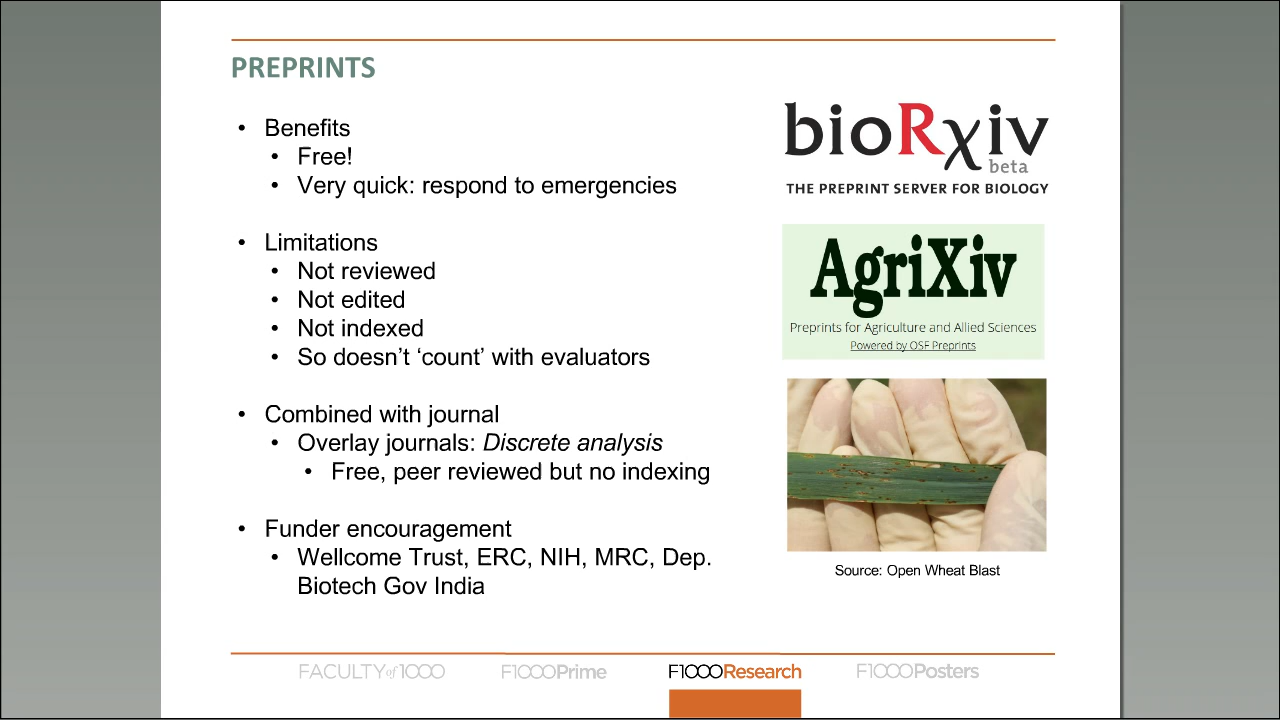 PREPRINTS
• Benefits
• Free!
• Very quick: respond to emergencies
• Limitations
• Not reviewed
• Not edited
• Not indexed
• So doesn’t ‘count’ with evaluators
• Combined with journal
• Overlay journals: Discrete analysis
• Free, peer reviewed but no indexing
• Funder encouragement
• Wellcome Trust, ERC, NIH, MRC, Dep.
Biotech Gov India
bioRχiv
beta
THE PREPRINT SERVER FOR BIOLOGY
AgriXiv
Preprints for Agriculture and Allied Sciences
Powered by OSF Preprints
Source: Open Wheat Blast
FACULTY of 1000
F1000Prime
F1000Research
F1000Posters